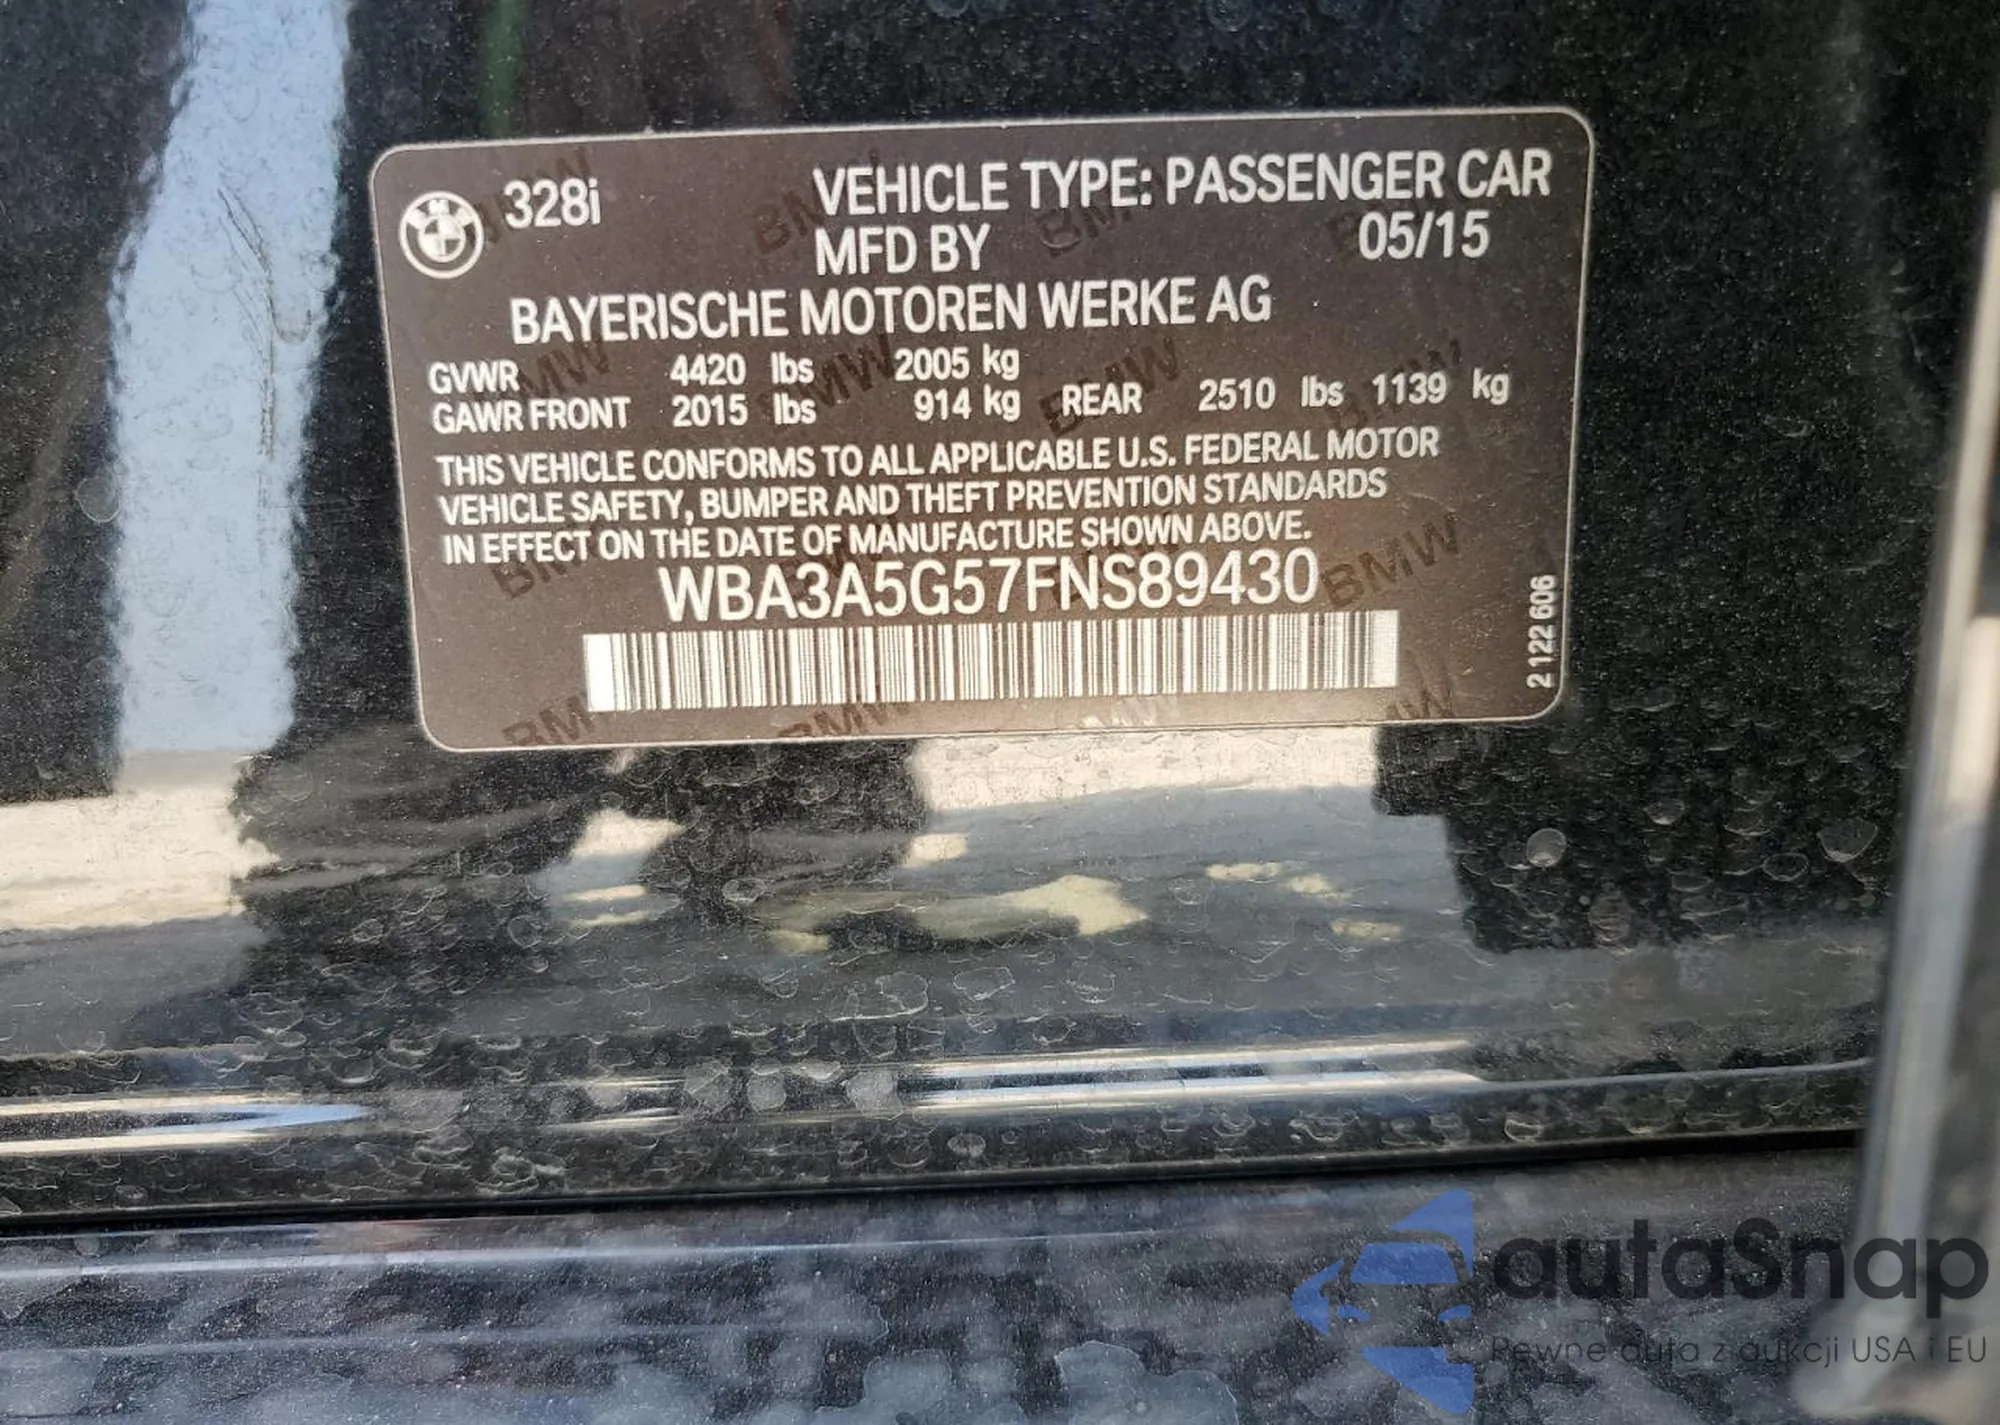 328i VEHICLE TYPE: PASSENGER CAR
MFD BY 05/15
BAYERISCHE MOTOREN WERKE AG
GVWR 4420 lbs 2005 kg
GAWR FRONT 2015 lbs 914 kg REAR 2510 lbs 1139 kg
THIS VEHICLE CONFORMS TO ALL APPLICABLE U.S. FEDERAL MOTOR
VEHICLE SAFETY, BUMPER AND THEFT PREVENTION STANDARDS
IN EFFECT ON THE DATE OF MANUFACTURE SHOWN ABOVE.
WBA3A5G57FNS89430
2 122 606
autaSnap
Pewne auta z aukcji USA i EU